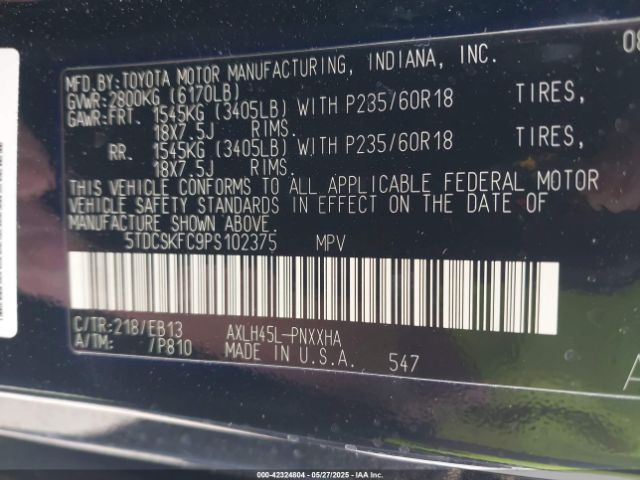 08
MFD.BY:TOYOTA MOTOR MANUFACTURING, INDIANA, INC.
GVWR:2800KG (6170LB)
GAWR:FRT. 1545KG (3405LB) WITH P235/60R18 TIRES,
18X7.5J RIMS.
RR. 1545KG (3405LB) WITH P235/60R18 TIRES,
18X7.5J RIMS.
THIS VEHICLE CONFORMS TO ALL APPLICABLE FEDERAL MOTOR
VEHICLE SAFETY STANDARDS IN EFFECT ON THE DATE OF
MANUFACTURE SHOWN ABOVE.
5TDCSKFC9PS102375 MPV
C/TR:218/EB13 AXLH45L-PNXXHA
A/TM: /P810 MADE IN U.S.A. 547
A
000-42324804 - 05/27/2025 - IAA Inc.